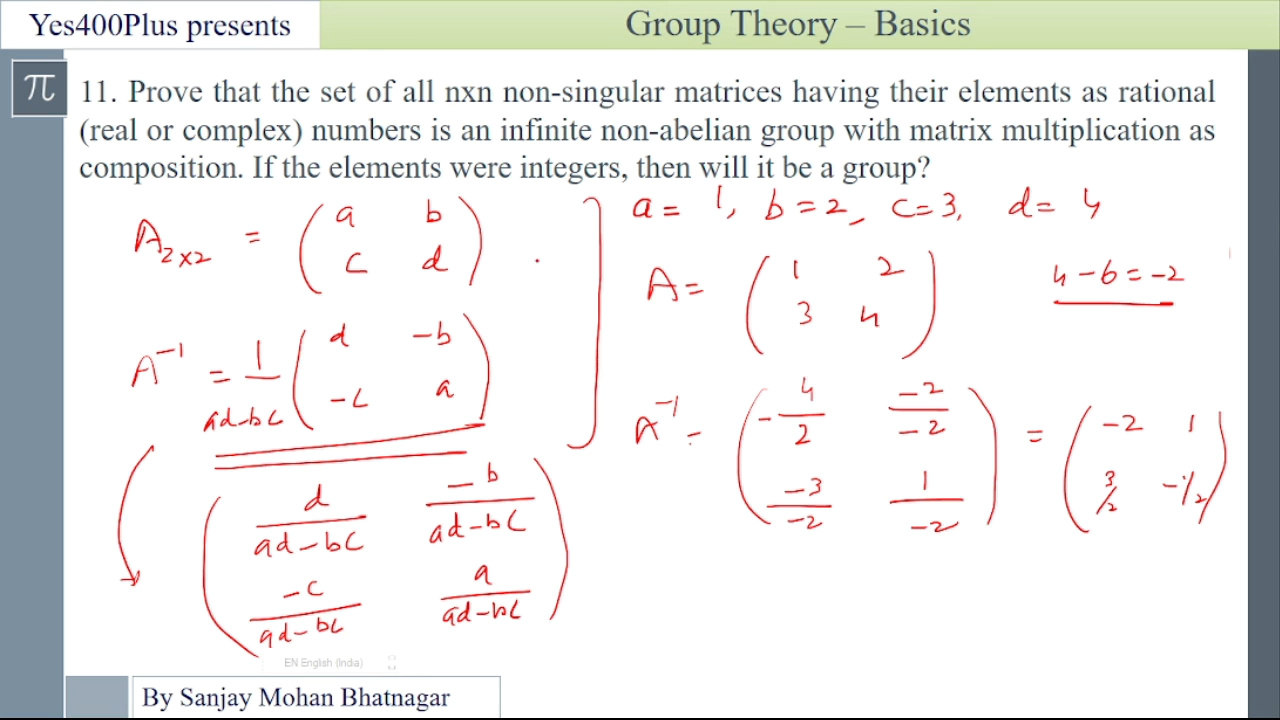 Yes400Plus presents
Group Theory – Basics
π
11. Prove that the set of all nxn non-singular matrices having their elements as rational
(real or complex) numbers is an infinite non-abelian group with matrix multiplication as
composition. If the elements were integers, then will it be a group?
A2x2 = ( a b
c d ) .
A⁻¹ = 1/(ad-bc) ( d -b
-c a )
( d/(ad-bc) -b/(ad-bc)
-c/(ad-bc) a/(ad-bc) )
a = 1, b = 2, c = 3, d = 4
A = ( 1 2
3 4 )
4 - 6 = -2
A⁻¹ = ( -4/2 -2/-2
-3/-2 1/-2 ) = ( -2 1
3/2 -1/2 )
EN English (India)
By Sanjay Mohan Bhatnagar